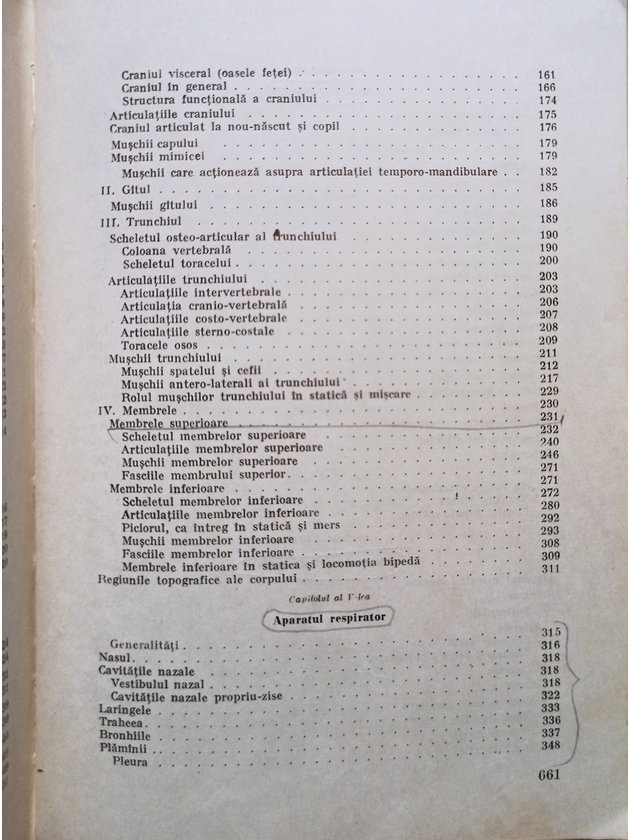 Craniul visceral (oasele feței) . . . . . . . . . . . . . . . . 161
Craniul în general . . . . . . . . . . . . . . . . 166
Structura funcțională a craniului . . . . . . . . . . . . . . . . 174
Articulațiile craniului . . . . . . . . . . . . . . . . 175
Craniul articulat la nou-născut și copil . . . . . . . . . . . . . . . . 176
Mușchii capului . . . . . . . . . . . . . . . . 179
Mușchii mimicei . . . . . . . . . . . . . . . . 179
Mușchii care acționează asupra articulației temporo-mandibulare . . 182
II. Gîtul . . . . . . . . . . . . . . . . 185
Mușchii gîtului . . . . . . . . . . . . . . . . 186
III. Trunchiul . . . . . . . . . . . . . . . . 189
Scheletul osteo-articular al trunchiului . . . . . . . . . . . . . . . . 190
Coloana vertebrală . . . . . . . . . . . . . . . . 190
Scheletul toracelui . . . . . . . . . . . . . . . . 200
Articulațiile trunchiului . . . . . . . . . . . . . . . . 203
Articulațiile intervertebrale . . . . . . . . . . . . . . . . 203
Articulația cranio-vertebrală . . . . . . . . . . . . . . . . 206
Articulațiile costo-vertebrale . . . . . . . . . . . . . . . . 207
Articulațiile sterno-costale . . . . . . . . . . . . . . . . 208
Toracele osos . . . . . . . . . . . . . . . . 209
Mușchii trunchiului . . . . . . . . . . . . . . . . 211
Mușchii spatelui și cefii . . . . . . . . . . . . . . . . 212
Mușchii antero-laterali ai trunchiului . . . . . . . . . . . . . . . . 217
Rolul mușchilor trunchiului în statică și mișcare . . . . . . . . 229
IV. Membrele . . . . . . . . . . . . . . . . 230
Membrele superioare . . . . . . . . . . . . . . . . 231
Scheletul membrelor superioare . . . . . . . . . . . . . . . . 232
Articulațiile membrelor superioare . . . . . . . . . . . . . . . . 240
Mușchii membrelor superioare . . . . . . . . . . . . . . . . 246
Fasciile membrului superior . . . . . . . . . . . . . . . . 271
Membrele inferioare . . . . . . . . . . . . . . . . 271
Scheletul membrelor inferioare . . . . . . . . . . . . . . . . 272
Articulațiile membrelor inferioare . . . . . . . . . . . . . . . . 280
Piciorul, ca întreg în statică și mers . . . . . . . . . . . . . . . . 292
Mușchii membrelor inferioare . . . . . . . . . . . . . . . . 293
Fasciile membrelor inferioare . . . . . . . . . . . . . . . . 308
Membrele inferioare în statica și locomoția bipedă . . . . . . . . 309
Regiunile topografice ale corpului . . . . . . . . . . . . . . . . 311
Capitolul al V-lea
Aparatul respirator
Generalități . . . . . . . . . . . . . . . . 315
Nasul . . . . . . . . . . . . . . . . 316
Cavitățile nazale . . . . . . . . . . . . . . . . 318
Vestibulul nazal . . . . . . . . . . . . . . . . 318
Cavitățile nazale propriu-zise . . . . . . . . . . . . . . . . 318
Laringele . . . . . . . . . . . . . . . . 322
Traheea . . . . . . . . . . . . . . . . 333
Bronhiile . . . . . . . . . . . . . . . . 336
Plămînii . . . . . . . . . . . . . . . . 337
Pleura . . . . . . . . . . . . . . . . 348
661